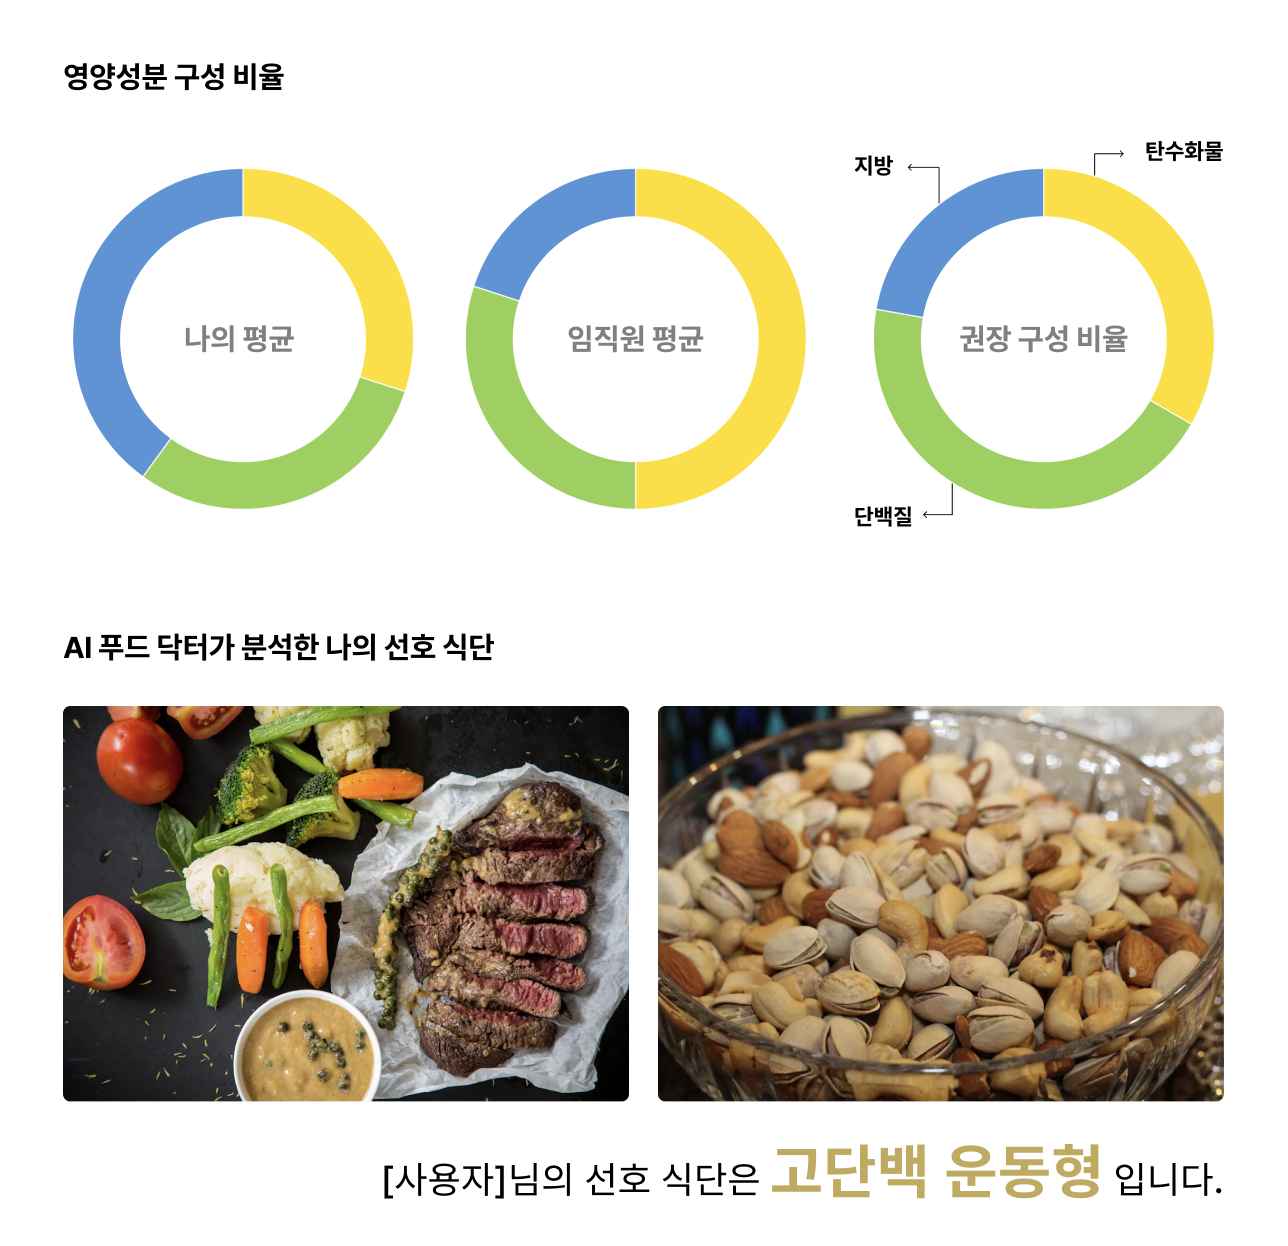 영양성분 구성 비율
지방
탄수화물
나의 평균
임직원 평균
권장 구성 비율
단백질
AI 푸드 닥터가 분석한 나의 선호 식단
[사용자]님의 선호 식단은 고단백 운동형 입니다.